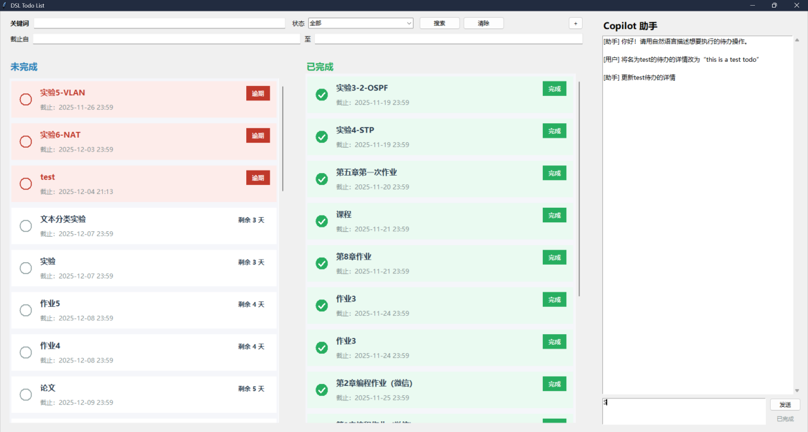 DSL Todo List
关键词
状态 全部
搜索
清除
+
截止自
至
未完成
实验5-VLAN
截止：2025-11-26 23:59
逾期
实验6-NAT
截止：2025-12-03 23:59
逾期
test
截止：2025-12-04 21:13
逾期
文本分类实验
截止：2025-12-07 23:59
剩余 3 天
实验
截止：2025-12-07 23:59
剩余 3 天
作业5
截止：2025-12-08 23:59
剩余 4 天
作业4
截止：2025-12-08 23:59
剩余 4 天
论文
截止：2025-12-09 23:59
剩余 5 天
已完成
实验3-2-OSPF
截止：2025-11-19 23:59
完成
实验4-STP
截止：2025-11-19 23:59
完成
第五章第一次作业
截止：2025-11-20 23:59
完成
课程
截止：2025-11-21 23:59
完成
第8章作业
截止：2025-11-21 23:59
完成
作业3
截止：2025-11-24 23:59
完成
作业3
截止：2025-11-24 23:59
完成
第2章编程作业（微信）
截止：2025-11-25 23:59
完成
Copilot 助手
[助手] 你好！请用自然语言描述想要执行的待办操作。
[用户] 将名为test的待办的详情改为“this is a test todo”
[助手] 更新test待办的详情
发送
已完成